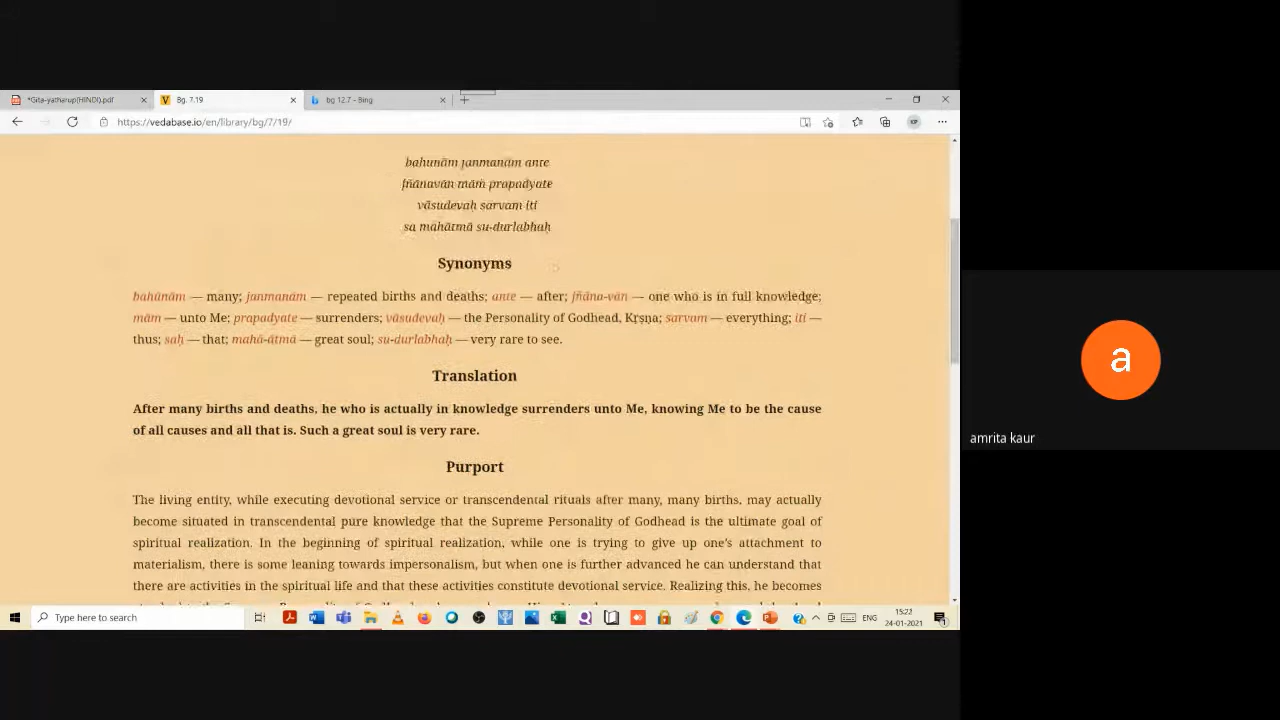 *Gita-yatharup(HINDI).pdf
Bg. 7.19
bg 12.7 - Bing
https://vedabase.io/en/library/bg/7/19/
bahūnāṁ janmanām ante
jñānavān māṁ prapadyate
vāsudevaḥ sarvam iti
sa mahātmā su-durlabhaḥ
Synonyms
bahūnām — many; janmanām — repeated births and deaths; ante — after; jñāna-vān — one who is in full knowledge;
mām — unto Me; prapadyate — surrenders; vāsudevaḥ — the Personality of Godhead, Kṛṣṇa; sarvam — everything; iti —
thus; saḥ — that; mahā-ātmā — great soul; su-durlabhaḥ — very rare to see.
Translation
After many births and deaths, he who is actually in knowledge surrenders unto Me, knowing Me to be the cause
of all causes and all that is. Such a great soul is very rare.
Purport
The living entity, while executing devotional service or transcendental rituals after many, many births, may actually
become situated in transcendental pure knowledge that the Supreme Personality of Godhead is the ultimate goal of
spiritual realization. In the beginning of spiritual realization, while one is trying to give up one's attachment to
materialism, there is some leaning towards impersonalism, but when one is further advanced he can understand that
there are activities in the spiritual life and that these activities constitute devotional service. Realizing this, he becomes
Type here to search
ENG
15:22
24-01-2021
a
amrita kaur